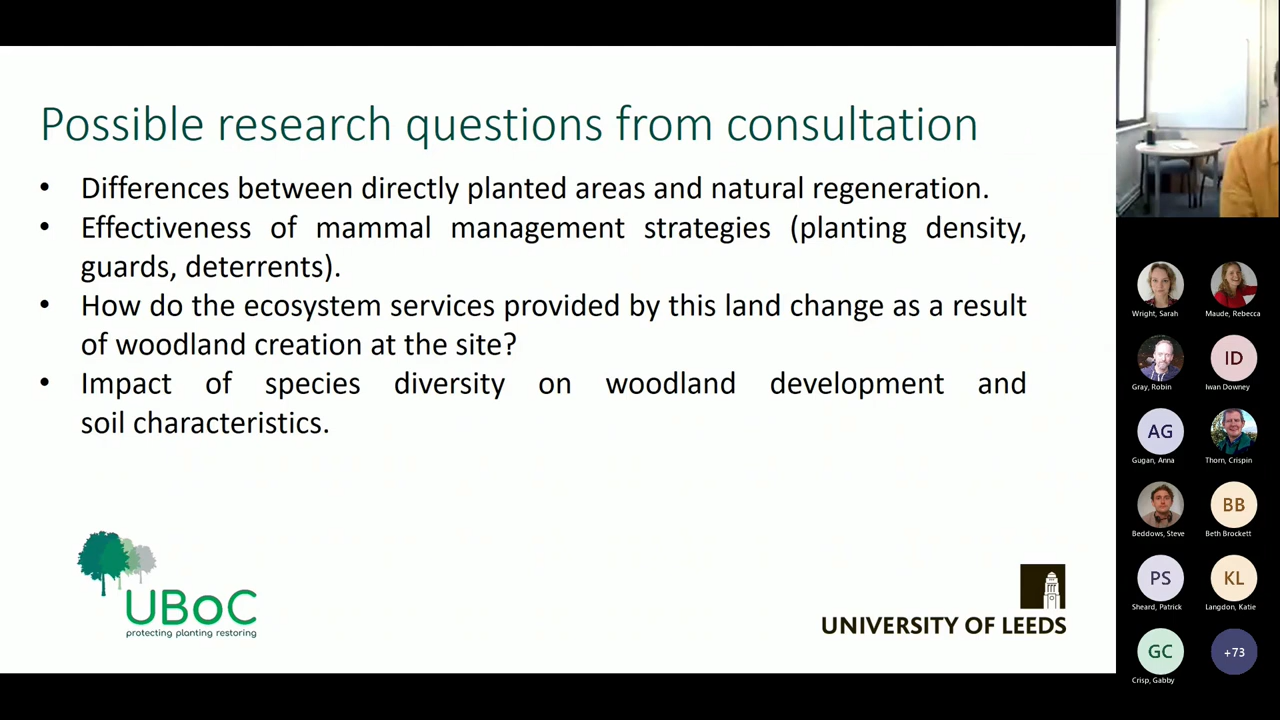 Possible research questions from consultation
• Differences between directly planted areas and natural regeneration.
• Effectiveness of mammal management strategies (planting density,
guards, deterrents).
• How do the ecosystem services provided by this land change as a result
of woodland creation at the site?
• Impact of species diversity on woodland development and
soil characteristics.
UBoC
protecting planting restoring
UNIVERSITY OF LEEDS
Wright, Sarah
Maude, Rebecca
Gray, Robin
ID
Iwan Downey
AG
Gugan, Anna
Thorn, Crispin
Beddows, Steve
BB
Beth Brockett
PS
Sheard, Patrick
KL
Langdon, Katie
GC
Crisp, Gabby
+73